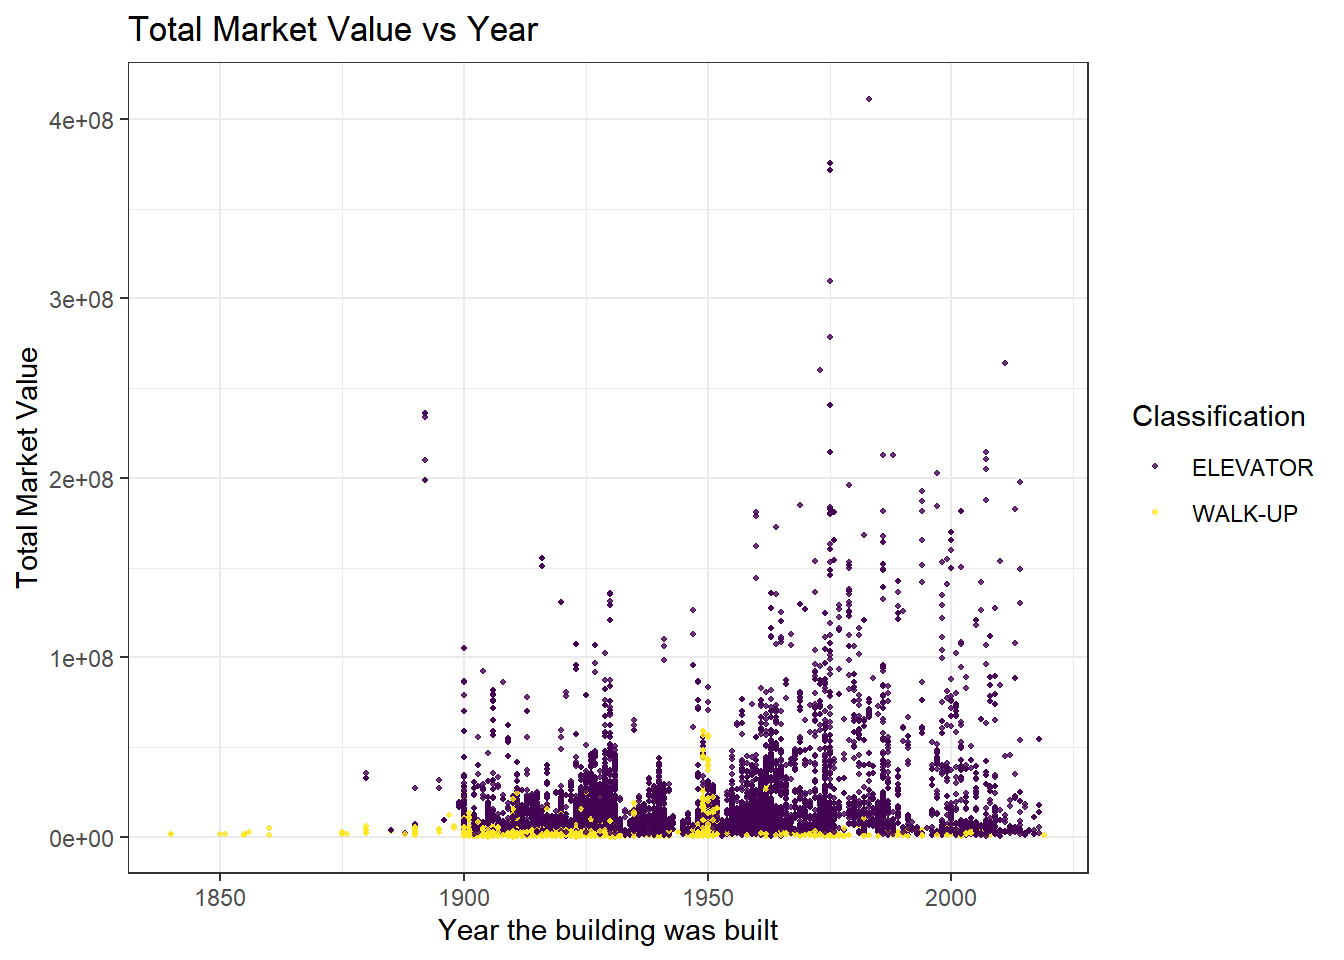 Total Market Value vs Year
4e+08
3e+08
2e+08
1e+08
0e+00
Total Market Value
1850
1900
1950
2000
Year the building was built
Classification
ELEVATOR
WALK-UP